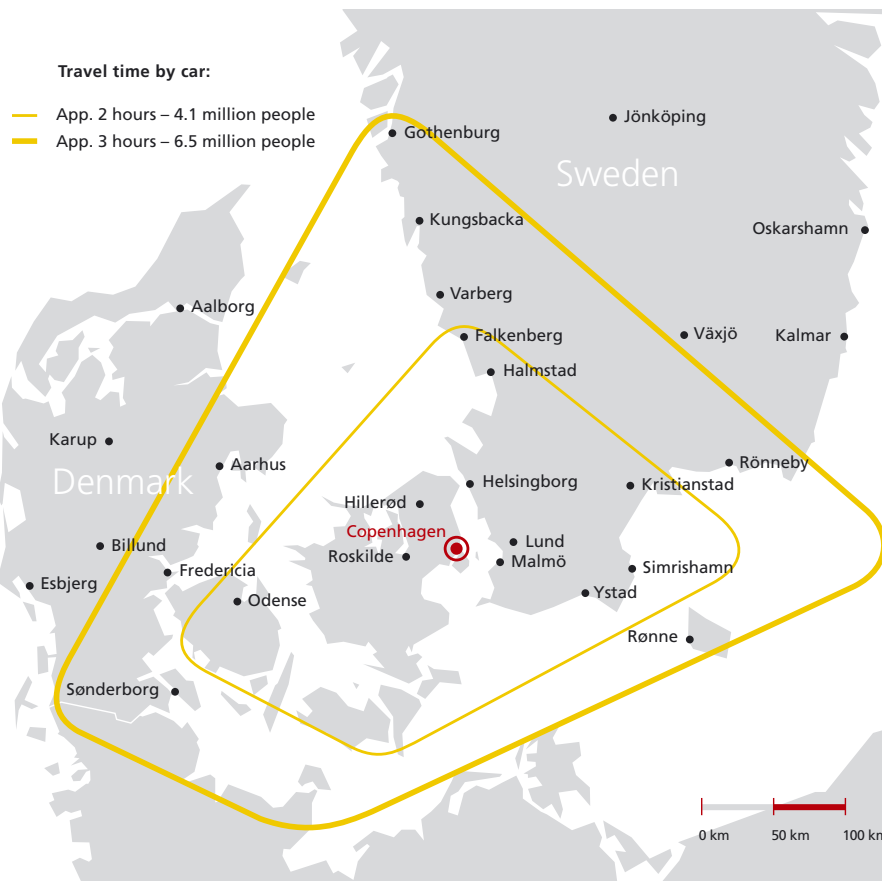 Travel time by car:
App. 2 hours – 4.1 million people
App. 3 hours – 6.5 million people
Gothenburg
Jönköping
Sweden
Kungsbacka
Oskarshamn
Varberg
Aalborg
Falkenberg
Växjö
Kalmar
Halmstad
Karup
Aarhus
Rönneby
Denmark
Helsingborg
Kristianstad
Hillerød
Copenhagen
Billund
Roskilde
Lund
Malmö
Fredericia
Simrishamn
Esbjerg
Odense
Ystad
Rønne
Sønderborg
0 km
50 km
100 km